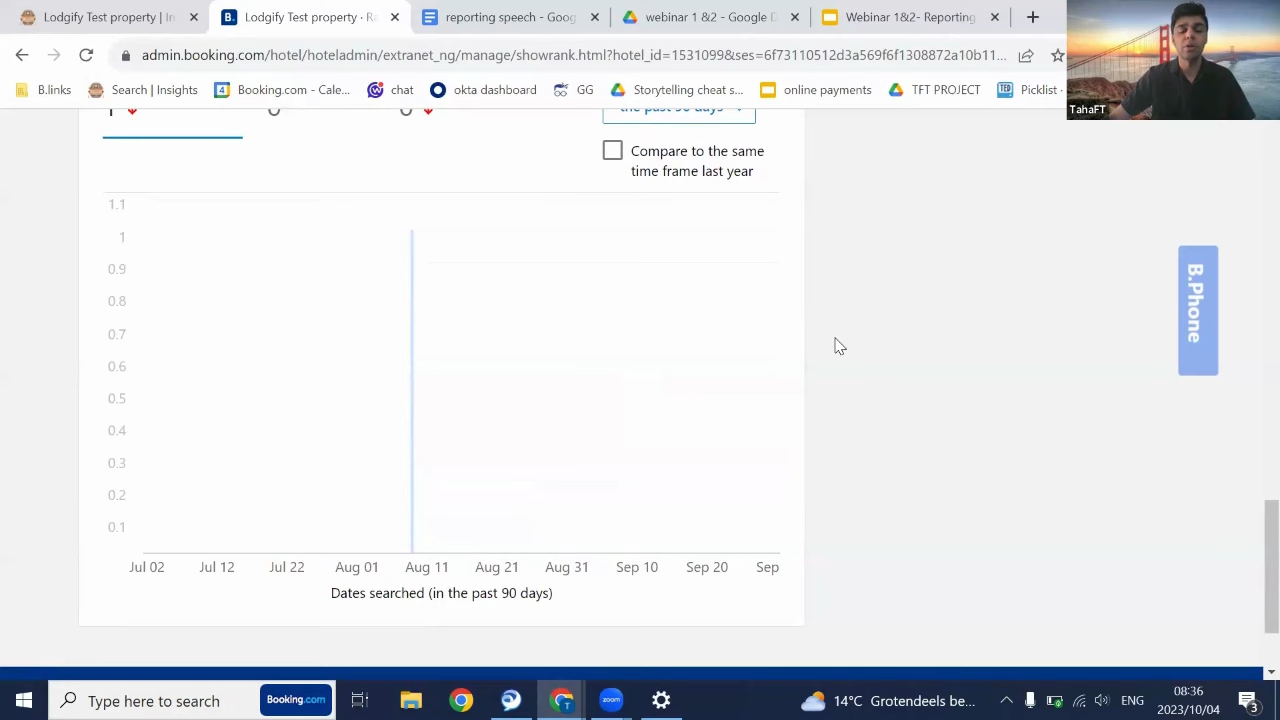 Lodgify Test property · In
Lodgify Test property · Ra
reporting speech - Goog
webinar 1 &2 - Google D
Webinar 1&2- Reporting
admin.booking.com/hotel/hoteladmin/extranet_ng/manage/showrank.html?hotel_id=1531099&ses=6f73110512d3a569f6f1308872a10b11...
B.links
Search | Insights
Booking.com - Cale...
chat
okta dashboard
GG
Storytelling cheat s...
online payments
TFT PROJECT
Picklist
TahaFT
the past 90 days
Compare to the same
time frame last year
1.1
1
0.9
0.8
0.7
0.6
0.5
0.4
0.3
0.2
0.1
Jul 02 Jul 12 Jul 22 Aug 01 Aug 11 Aug 21 Aug 31 Sep 10 Sep 20 Sep
Dates searched (in the past 90 days)
B.Phone
Type here to search
Booking.com
zoom
14°C Grotendeels be...
ENG
08:36
2023/10/04
3